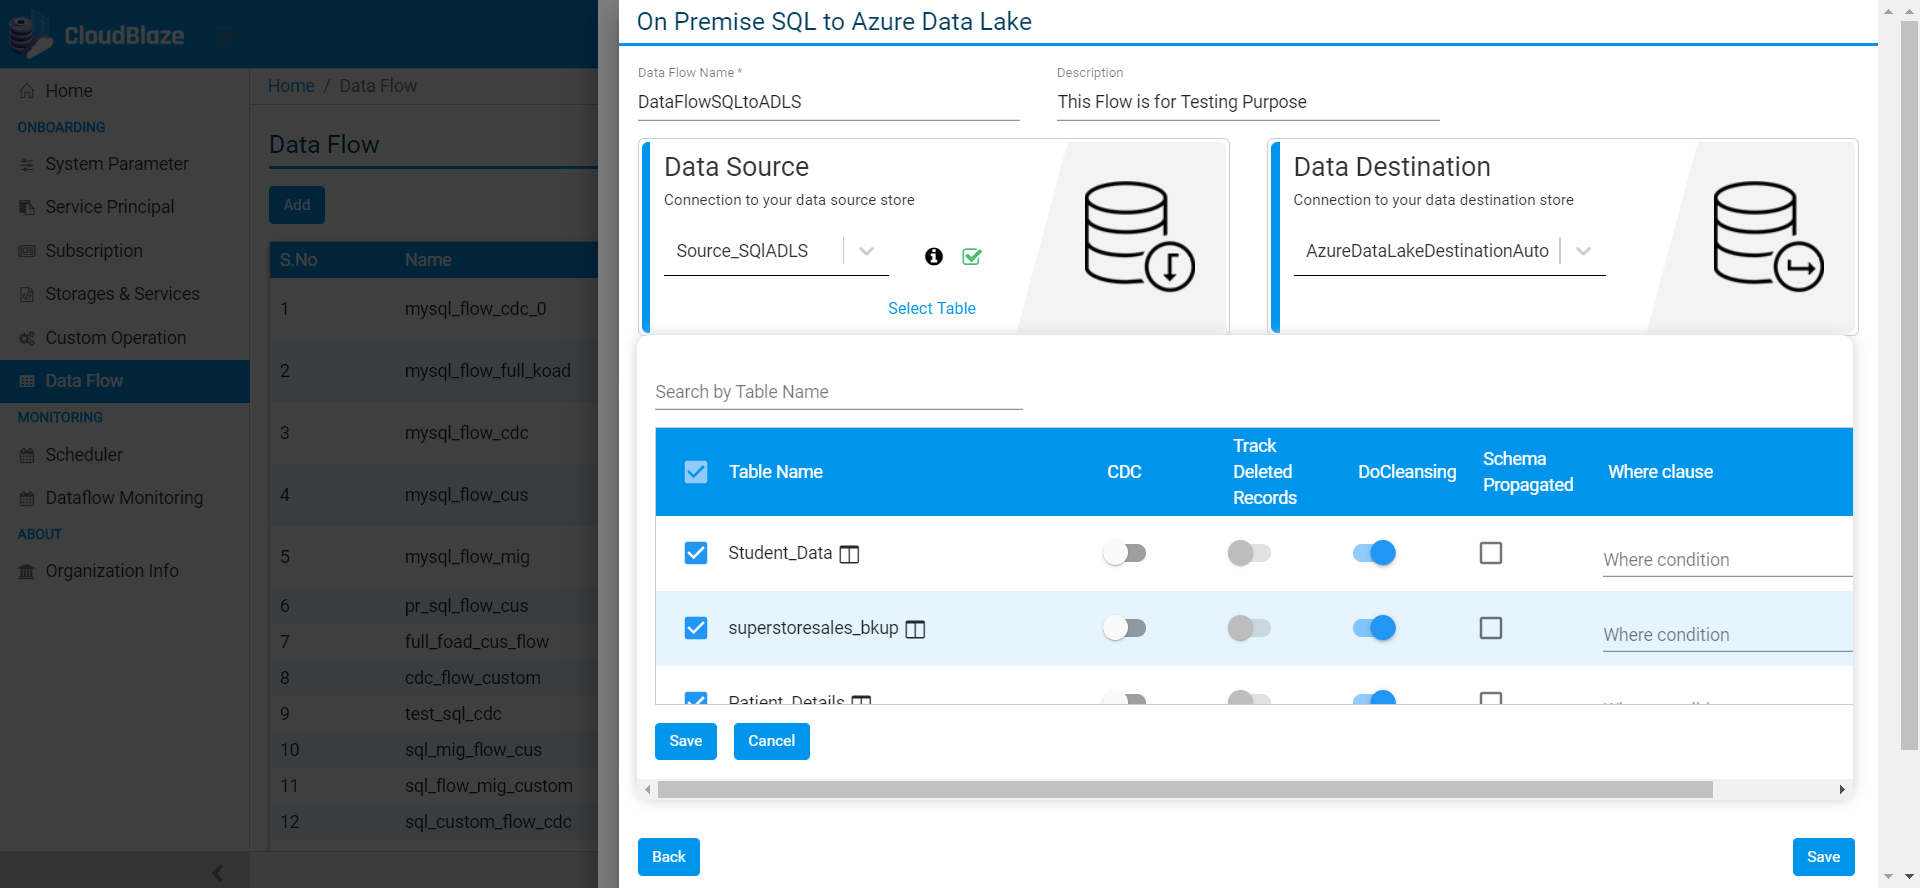 CloudBlaze
Home
ONBOARDING
System Parameter
Service Principal
Subscription
Storages & Services
Custom Operation
Data Flow
MONITORING
Scheduler
Dataflow Monitoring
ABOUT
Organization Info
Home / Data Flow
Data Flow
Add
S.No Name
1 mysql_flow_cdc_0
2 mysql_flow_full_koad
3 mysql_flow_cdc
4 mysql_flow_cus
5 mysql_flow_mig
6 pr_sql_flow_cus
7 full_foad_cus_flow
8 cdc_flow_custom
9 test_sql_cdc
10 sql_mig_flow_cus
11 sql_flow_mig_custom
12 sql_custom_flow_cdc
On Premise SQL to Azure Data Lake
Data Flow Name *
DataFlowSQLtoADLS
Description
This Flow is for Testing Purpose
Data Source
Connection to your data source store
Source_SQlADLS
Select Table
Data Destination
Connection to your data destination store
AzureDataLakeDestinationAuto
Search by Table Name
Table Name CDC Track Deleted Records DoCleansing Schema Propagated Where clause
Student_Data Where condition
superstoresales_bkup Where condition
Patient_Details
Save Cancel
Back Save